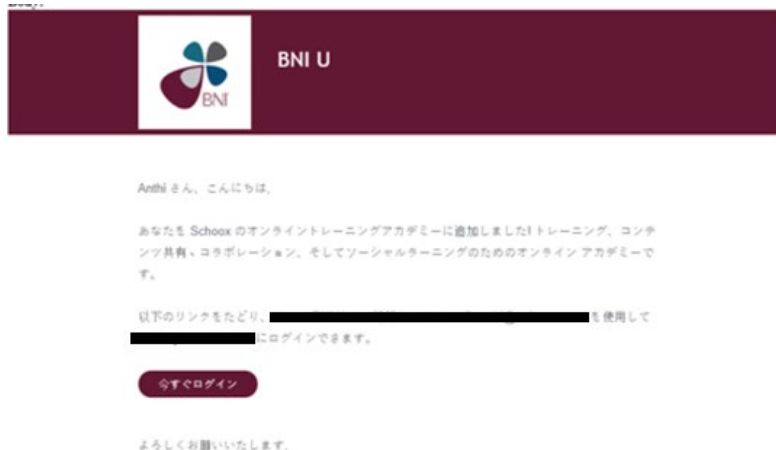 Body:
BNI U
BNI
Anthi さん、こんにちは,
あなたを Schoox のオンライントレーニングアカデミーに追加しました! トレーニング、コンテ
ンツ共有、コラボレーション、そしてソーシャルラーニングのためのオンライン アカデミーで
す。
以下のリンクをたどり、 を使用して
にログインできます。
今すぐログイン
よろしくお願いいたします,